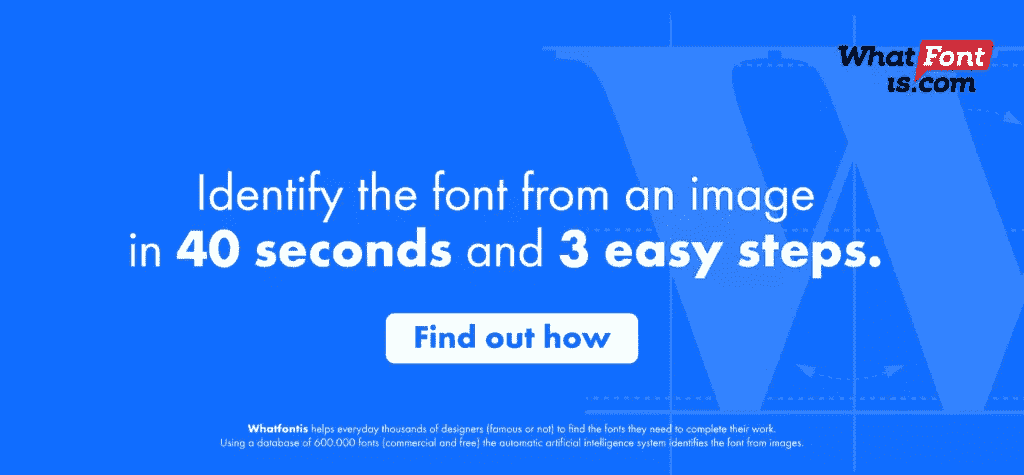 What Font
is.com
Identify the font from an image
in 40 seconds and 3 easy steps.
Find out how
Whatfontis helps everyday thousands of designers (famous or not) to find the fonts they need to complete their work.
Using a database of 600.000 fonts (commercial and free) the automatic artificial intelligence system identifies the font from images.